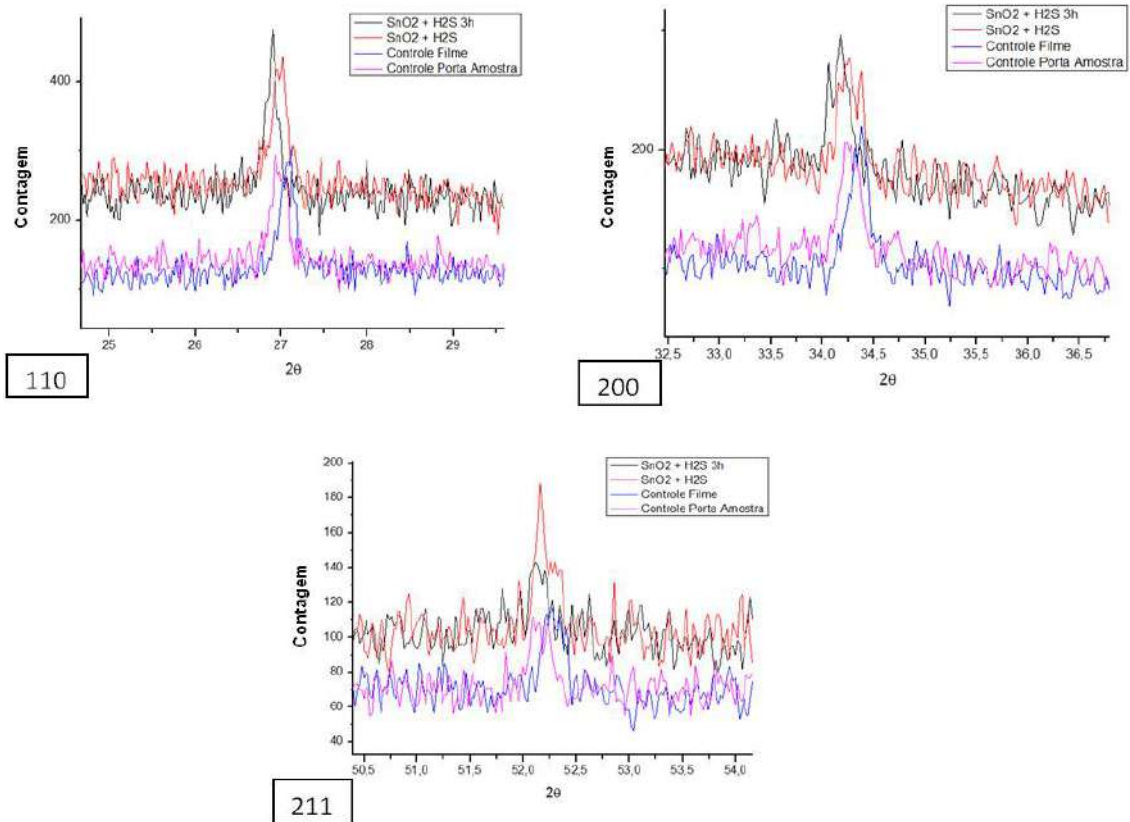 SnO2 + H2S 3h
SnO2 + H2S
Controle Filme
Controle Porta Amostra
400
200
Contagem
25 26 27 28 29
2θ
110
SnO2 + H2S 3h
SnO2 + H2S
Controle Filme
Controle Porta Amostra
200
Contagem
32,5 33,0 33,5 34,0 34,5 35,0 35,5 36,0 36,5
2θ
200
SnO2 + H2S 3h
SnO2 + H2S
Controle Filme
Controle Porta Amostra
200
180
160
140
120
100
80
60
40
Contagem
50,5 51,0 51,5 52,0 52,5 53,0 53,5 54,0
2θ
211